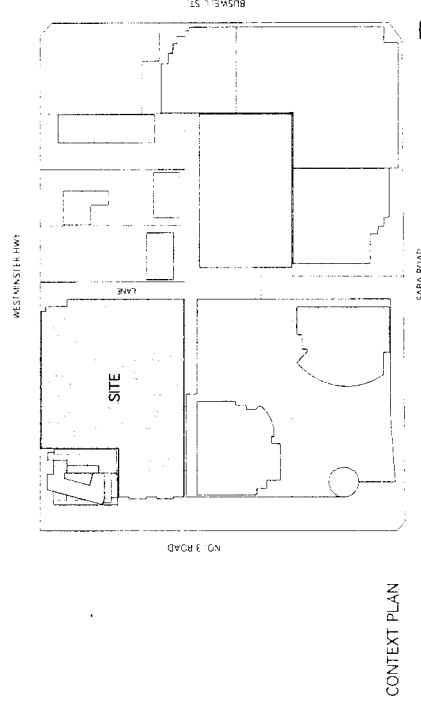 BUSWELL ST.
WESTMINSTER HWY
LANE
SITE
SABA ROAD
NO. 3 ROAD
CONTEXT PLAN